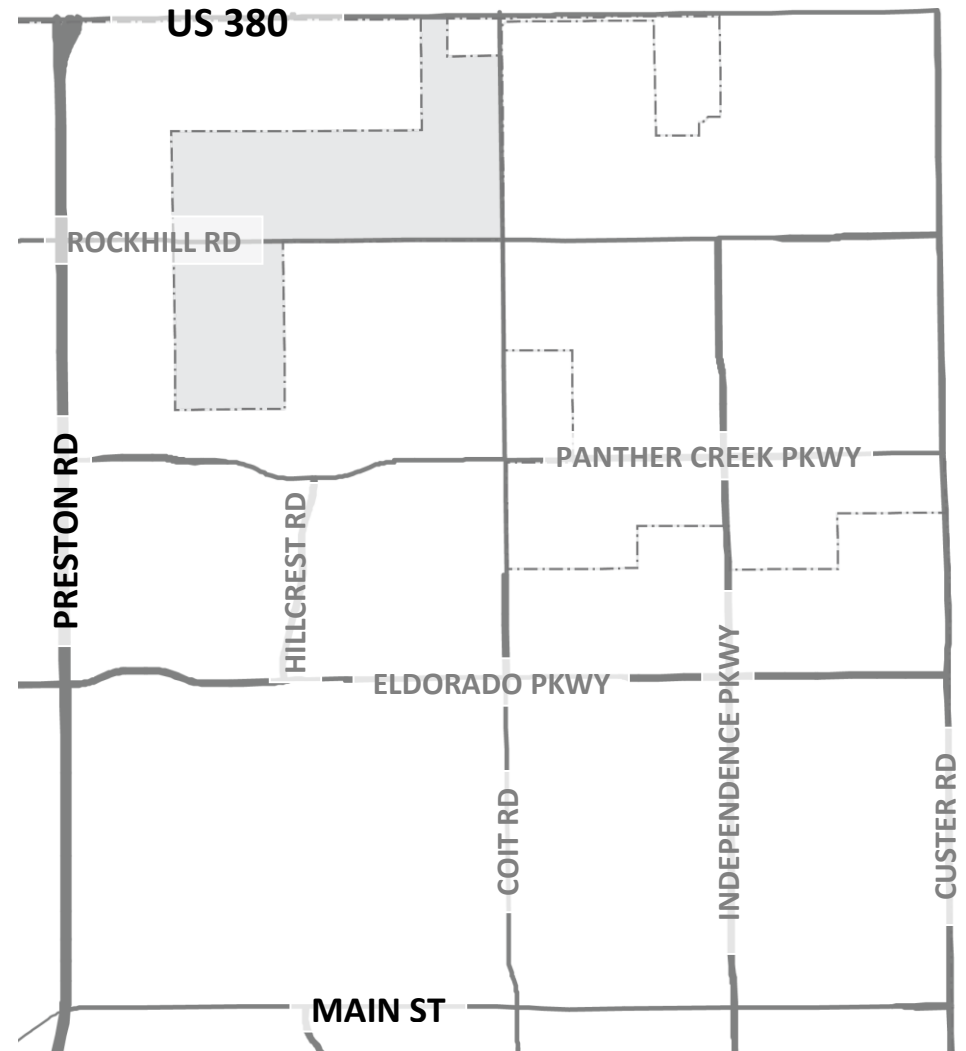 US 380
ROCKHILL RD
PRESTON RD
PANTHER CREEK PKWY
HILLCREST RD
ELDORADO PKWY
INDEPENDENCE PKWY
COIT RD
CUSTER RD
MAIN ST